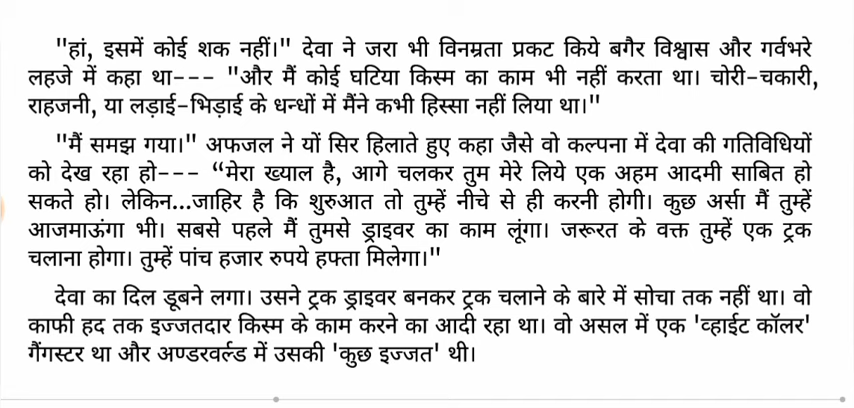 "हां, इसमें कोई शक नहीं।" देवा ने जरा भी विनम्रता प्रकट किये बगैर विश्वास और गर्वभरे
लहजे में कहा था--- "और मैं कोई घटिया किस्म का काम भी नहीं करता था। चोरी-चकारी,
राहजनी, या लड़ाई-भिड़ाई के धन्धों में मैंने कभी हिस्सा नहीं लिया था।"
"मैं समझ गया।" अफजल ने यों सिर हिलाते हुए कहा जैसे वो कल्पना में देवा की गतिविधियों
को देख रहा हो--- “मेरा ख्याल है, आगे चलकर तुम मेरे लिये एक अहम आदमी साबित हो
सकते हो। लेकिन...जाहिर है कि शुरुआत तो तुम्हें नीचे से ही करनी होगी। कुछ अर्सा मैं तुम्हें
आजमाऊंगा भी। सबसे पहले मैं तुमसे ड्राइवर का काम लूंगा। जरूरत के वक्त तुम्हें एक ट्रक
चलाना होगा। तुम्हें पांच हजार रुपये हफ्ता मिलेगा।"
देवा का दिल डूबने लगा। उसने ट्रक ड्राइवर बनकर ट्रक चलाने के बारे में सोचा तक नहीं था। वो
काफी हद तक इज्जतदार किस्म के काम करने का आदी रहा था। वो असल में एक 'व्हाईट कॉलर'
गैंगस्टर था और अण्डरवर्ल्ड में उसकी 'कुछ इज्जत' थी।